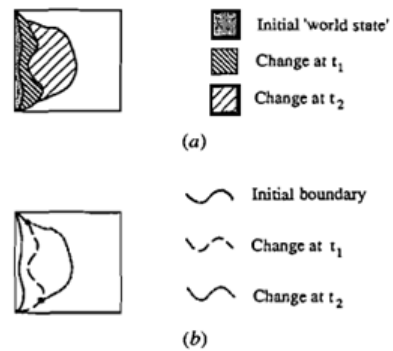 Initial 'world state'
Change at t₁
Change at t₂
(a)
Initial boundary
Change at t₁
Change at t₂
(b)